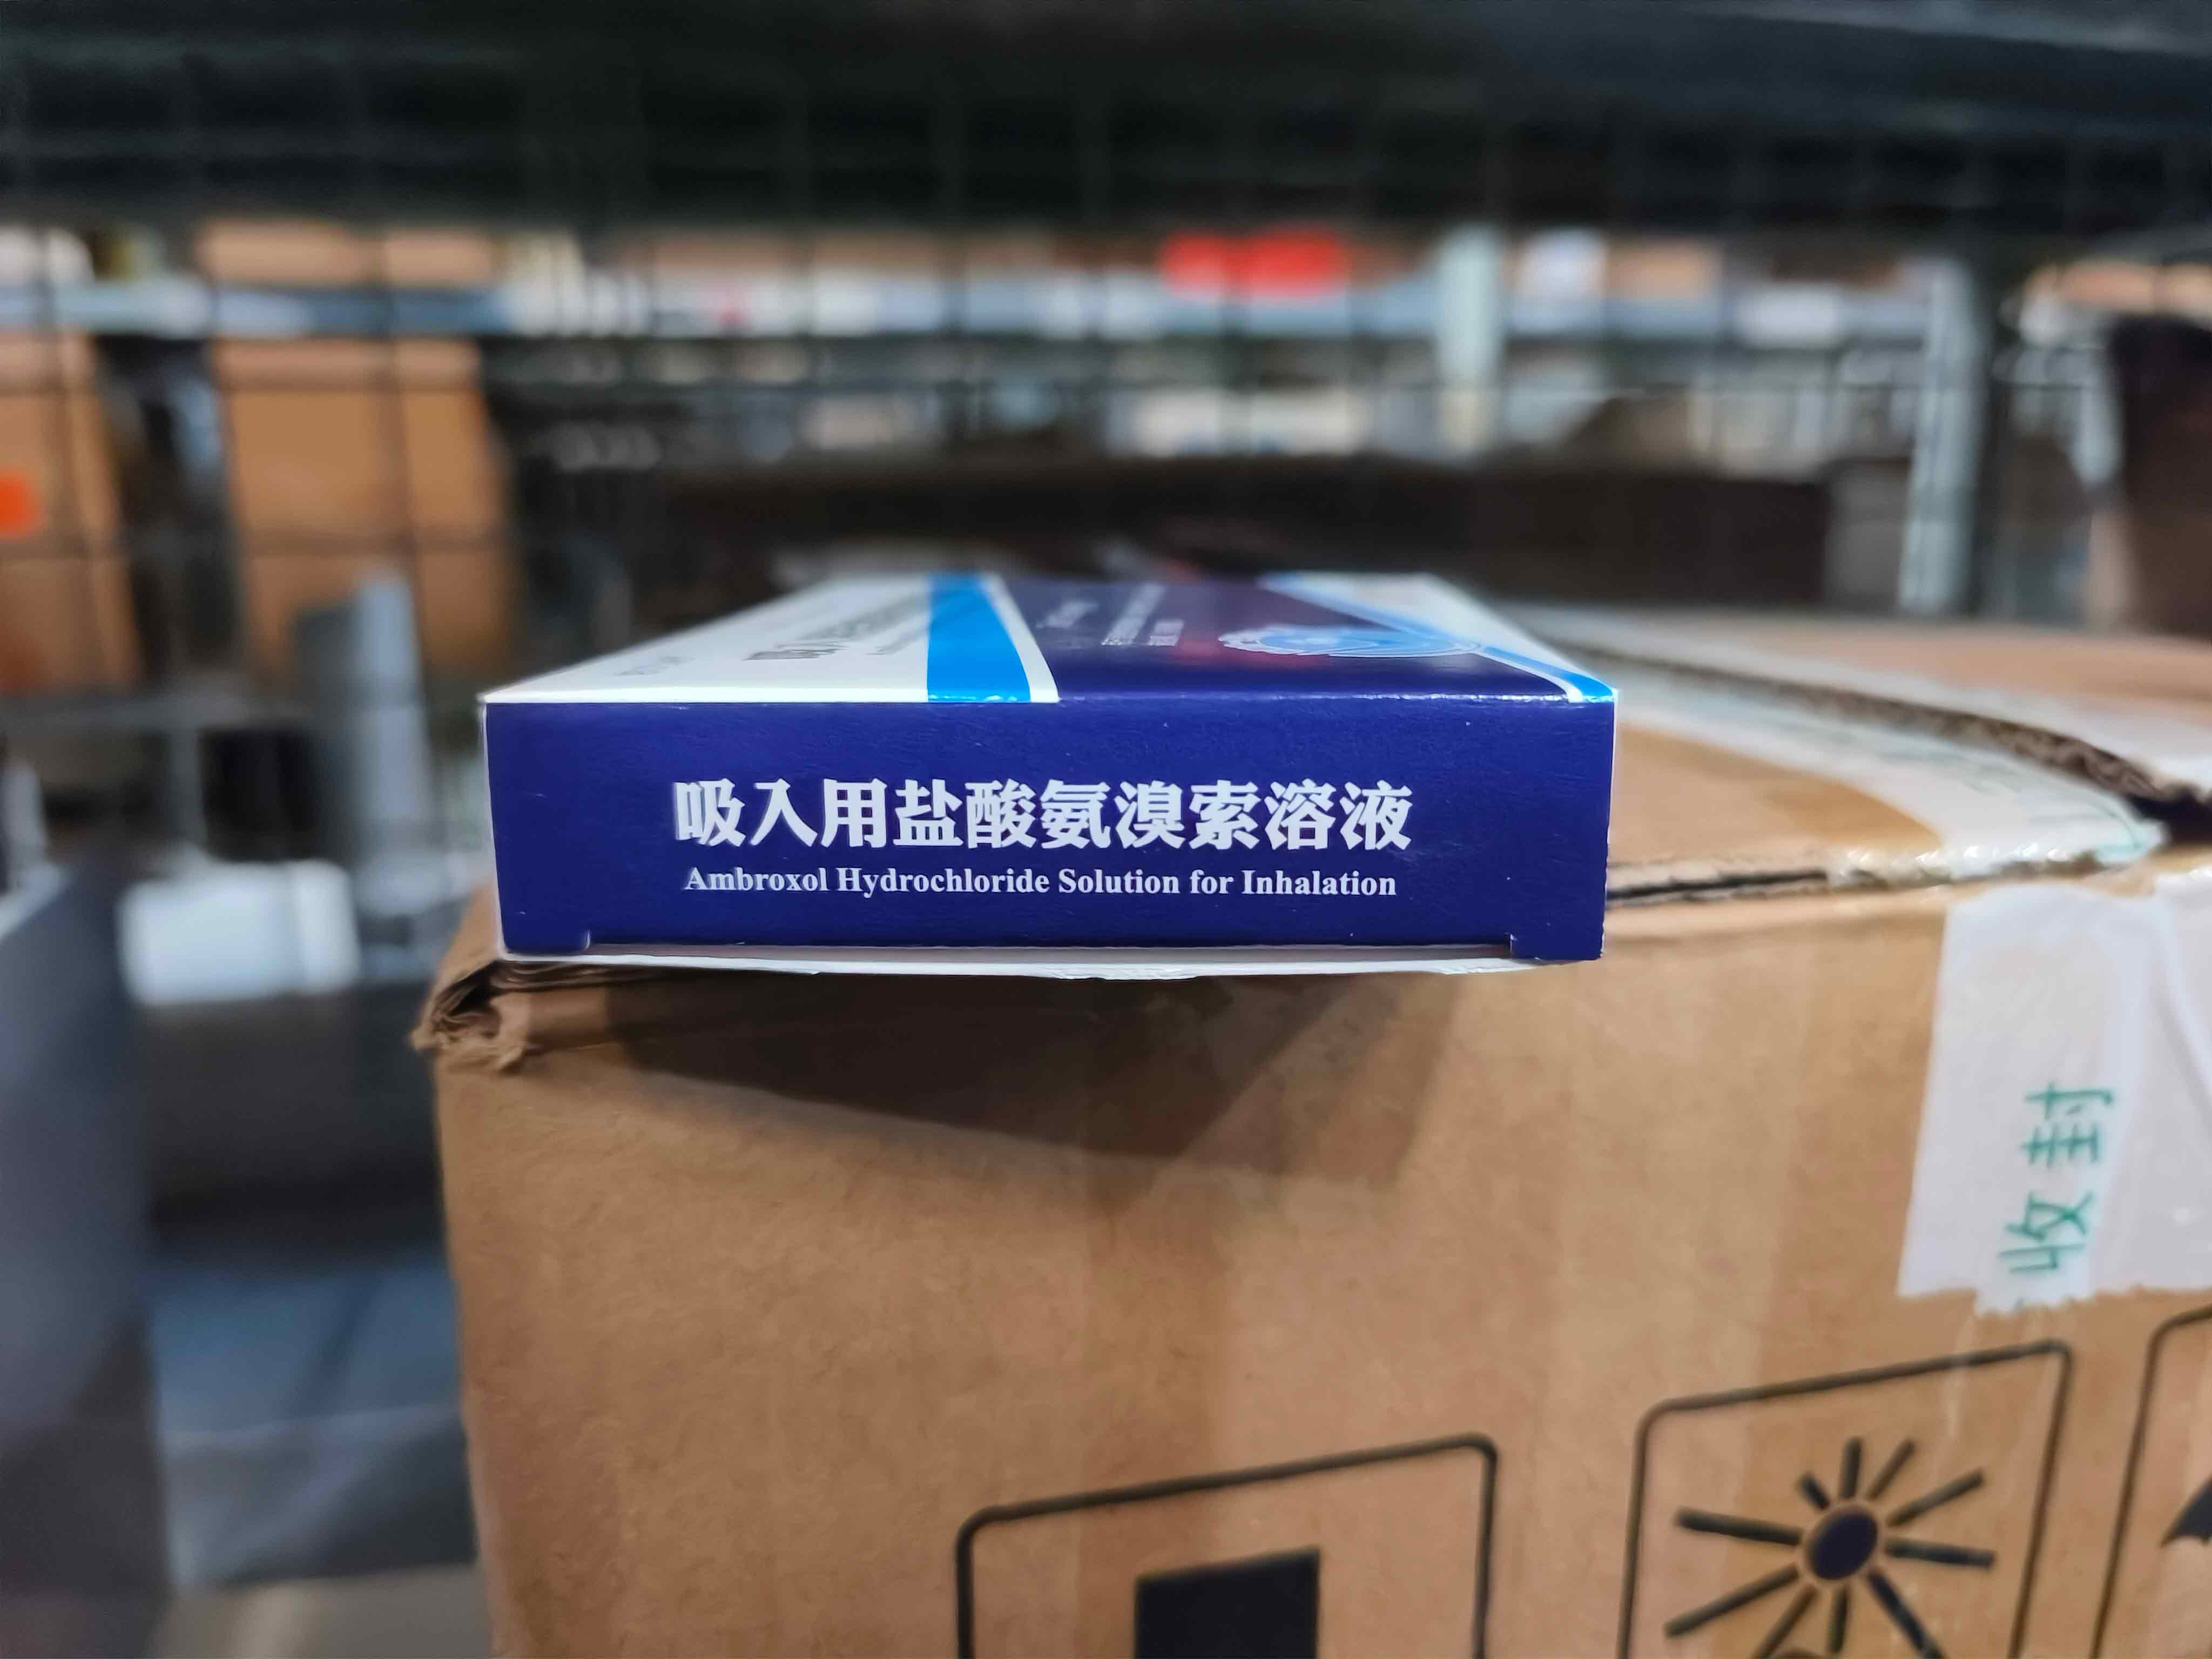 吸入用盐酸氨溴索溶液
Ambroxol Hydrochloride Solution for Inhalation
收封